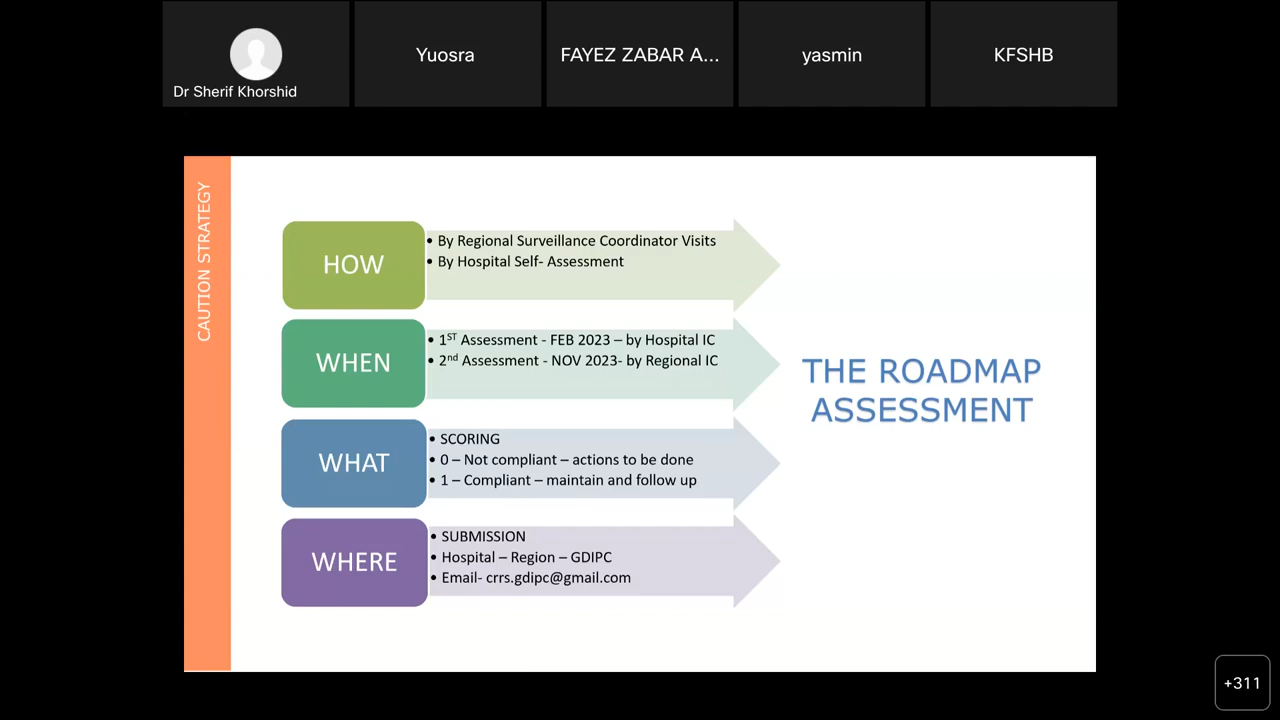 Dr Sherif Khorshid
Yuosra
FAYEZ ZABAR A...
yasmin
KFSHB
CAUTION STRATEGY
HOW
• By Regional Surveillance Coordinator Visits
• By Hospital Self- Assessment
WHEN
• 1ST Assessment - FEB 2023 – by Hospital IC
• 2nd Assessment - NOV 2023- by Regional IC
WHAT
• SCORING
• 0 – Not compliant – actions to be done
• 1 – Compliant – maintain and follow up
WHERE
• SUBMISSION
• Hospital – Region – GDIPC
• Email- crrs.gdipc@gmail.com
THE ROADMAP
ASSESSMENT
+311